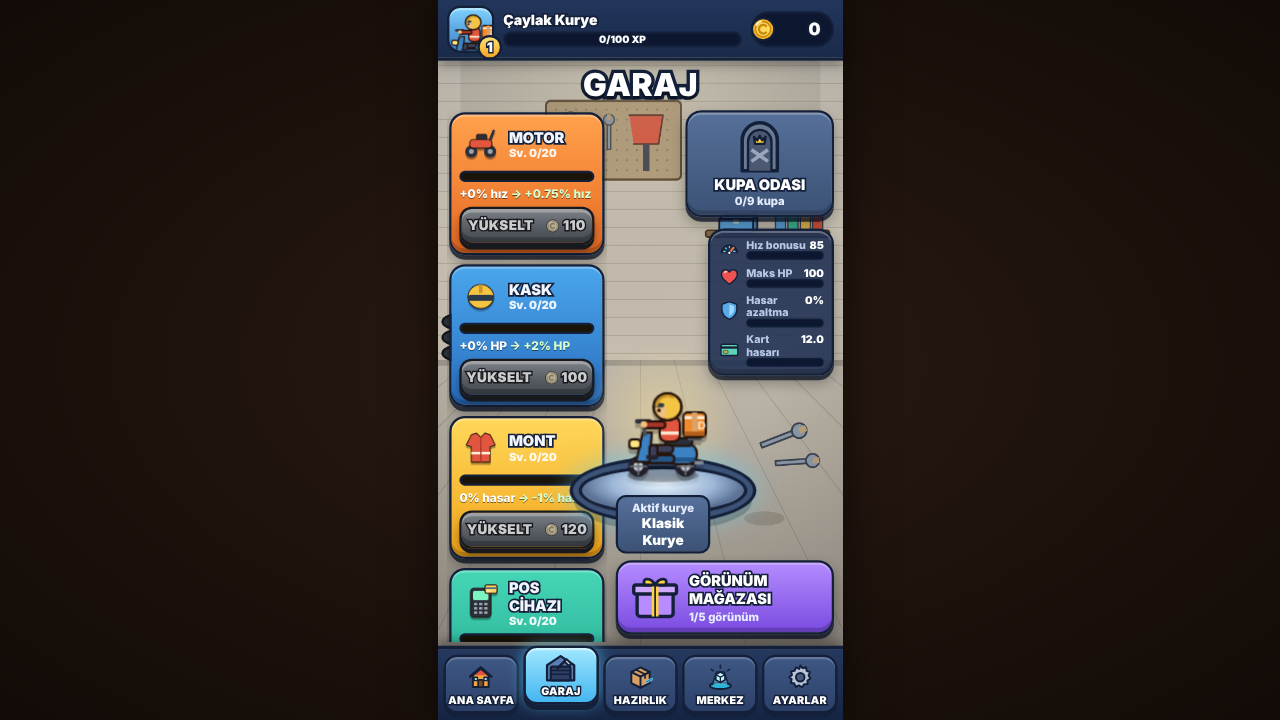 Çaylak Kurye
1
0/100 XP
0
GARAJ
MOTOR
Sv. 0/20
+0% hız → +0.75% hız
YÜKSELT 110
KASK
Sv. 0/20
+0% HP → +2% HP
YÜKSELT 100
MONT
Sv. 0/20
0% hasar → -1% ha
YÜKSELT 120
POS
CİHAZI
Sv. 0/20
KUPA ODASI
0/9 kupa
Hız bonusu 85
Maks HP 100
Hasar 0%
azaltma
Kart 12.0
hasarı
Aktif kurye
Klasik
Kurye
GÖRÜNÜM
MAĞAZASI
1/5 görünüm
ANA SAYFA
GARAJ
HAZIRLIK
MERKEZ
AYARLAR